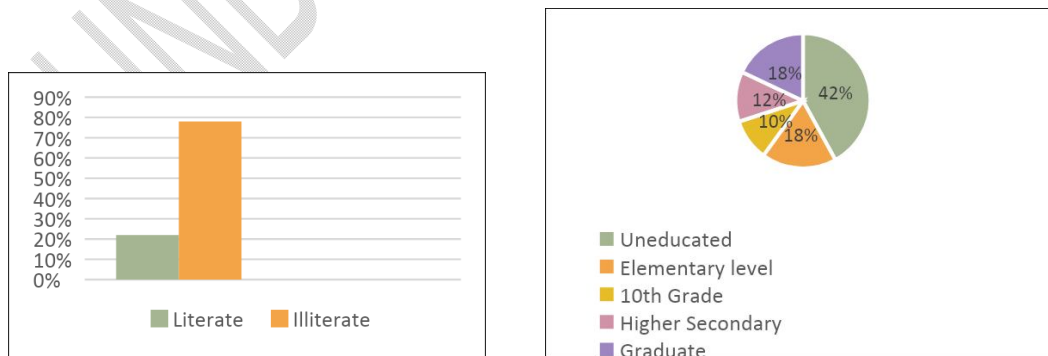 UND
90%
80%
70%
60%
50%
40%
30%
20%
10%
0%
Literate Illiterate
18%
42%
12%
10%
18%
Uneducated
Elementary level
10th Grade
Higher Secondary
Graduate